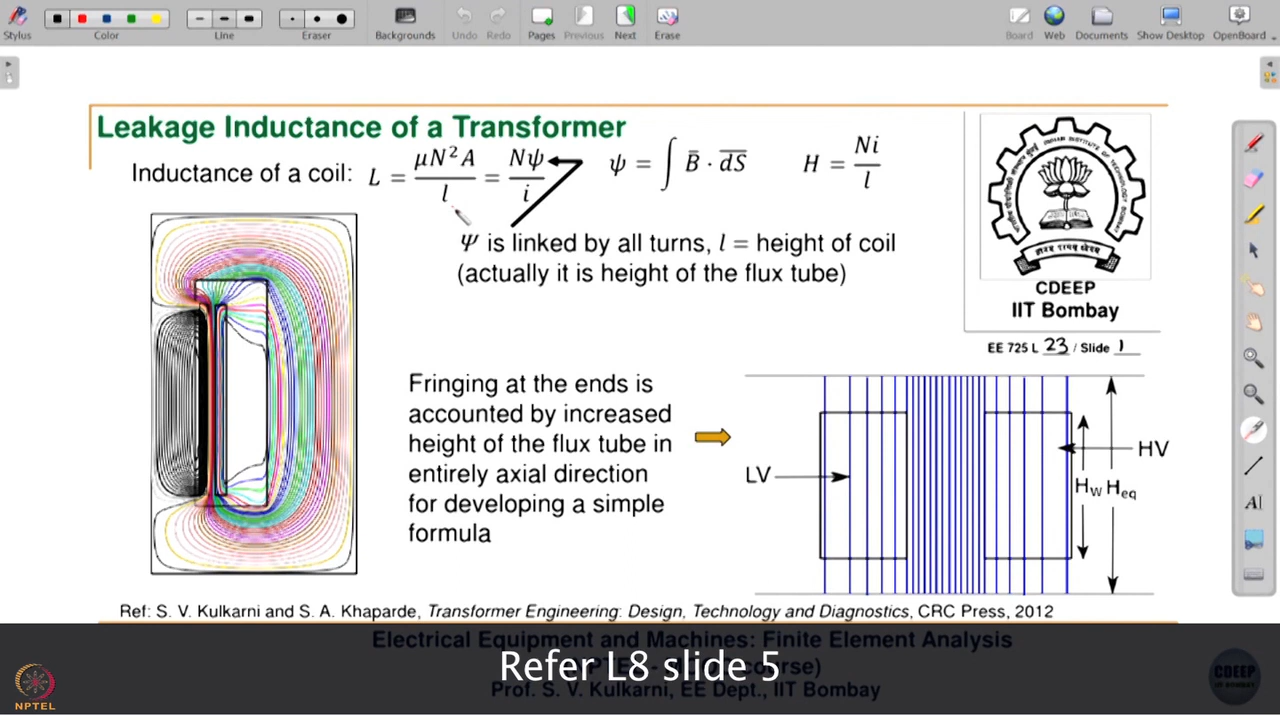 Stylus
Color
Line
Eraser
Backgrounds
Undo
Redo
Pages
Previous
Next
Erase
Board
Web
Documents
Show Desktop
OpenBoard
Leakage Inductance of a Transformer
Inductance of a coil: L = μN²A / l = Nψ / i    ψ = ∫ B̄ · dS̄    H = Ni / l
Ψ is linked by all turns, l = height of coil
(actually it is height of the flux tube)
CDEEP
IIT Bombay
EE 725 L 23 / Slide 1
Fringing at the ends is
accounted by increased
height of the flux tube in
entirely axial direction
for developing a simple
formula
LV
HV
H_W H_eq
Ref: S. V. Kulkarni and S. A. Khaparde, Transformer Engineering: Design, Technology and Diagnostics, CRC Press, 2012
Electrical Equipment and Machines: Finite Element Analysis
Refer L8 slide 5
Prof. S. V. Kulkarni, EE Dept., IIT Bombay
NPTEL
CDEEP
IIT BOMBAY